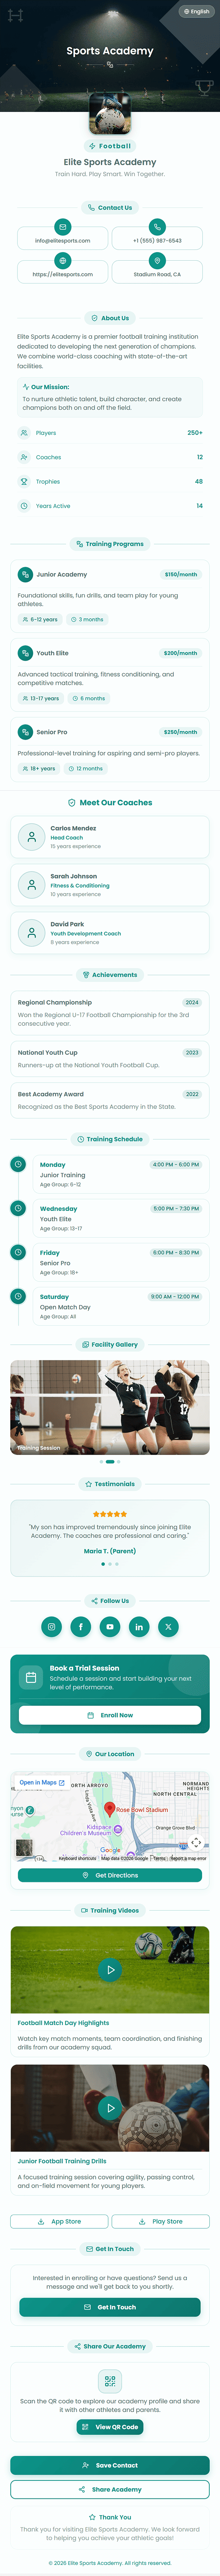 English
Sports Academy
Football
Elite Sports Academy
Train Hard. Play Smart. Win Together.
Contact Us
info@elitesports.com
+1 (555) 987-6543
https://elitesports.com
Stadium Road, CA
About Us
Elite Sports Academy is a premier football training institution
dedicated to developing the next generation of champions.
We combine world-class coaching with state-of-the-art
facilities.
Our Mission:
To nurture athletic talent, build character, and create
champions both on and off the field.
Players 250+
Coaches 12
Trophies 48
Years Active 14
Training Programs
Junior Academy $150/month
Foundational skills, fun drills, and team play for young
athletes.
6-12 years 3 months
Youth Elite $200/month
Advanced tactical training, fitness conditioning, and
competitive matches.
13-17 years 6 months
Senior Pro $250/month
Professional-level training for aspiring and semi-pro players.
18+ years 12 months
Meet Our Coaches
Carlos Mendez
Head Coach
15 years experience
Sarah Johnson
Fitness & Conditioning
10 years experience
David Park
Youth Development Coach
8 years experience
Achievements
Regional Championship 2024
Won the Regional U-17 Football Championship for the 3rd
consecutive year.
National Youth Cup 2023
Runners-up at the National Youth Football Cup.
Best Academy Award 2022
Recognized as the Best Sports Academy in the State.
Training Schedule
Monday 4:00 PM - 6:00 PM
Junior Training
Age Group: 6-12
Wednesday 5:00 PM - 7:30 PM
Youth Elite
Age Group: 13-17
Friday 6:00 PM - 8:30 PM
Senior Pro
Age Group: 18+
Saturday 9:00 AM - 12:00 PM
Open Match Day
Age Group: All
Facility Gallery
Training Session
Testimonials
"My son has improved tremendously since joining Elite
Academy. The coaches are professional and caring."
Maria T. (Parent)
Follow Us
Book a Trial Session
Schedule a session and start building your next
level of performance.
Enroll Now
Our Location
Open in Maps
ORTH ARROYO
NORMAND
HEIGHTS
NORTH CENTRAL
Linda Vista Ave
Rose Bowl Stadium
Kidspace
Children's Museum
Orange Grove Blvd
Google
Keyboard shortcuts Map data ©2026 Google Terms Report a map error
Get Directions
Training Videos
Football Match Day Highlights
Watch key match moments, team coordination, and finishing
drills from our academy squad.
Junior Football Training Drills
A focused training session covering agility, passing control,
and on-field movement for young players.
App Store
Play Store
Get In Touch
Interested in enrolling or have questions? Send us a
message and we'll get back to you shortly.
Get In Touch
Share Our Academy
Scan the QR code to explore our academy profile and share
it with other athletes and parents.
View QR Code
Save Contact
Share Academy
Thank You
Thank you for visiting Elite Sports Academy. We look forward
to helping you achieve your athletic goals!
© 2026 Elite Sports Academy. All rights reserved.